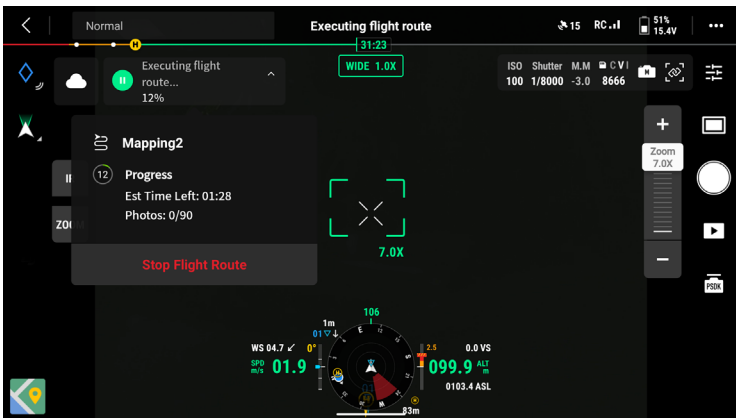 Normal
Executing flight route
15
RC
51%
15.4V
31:23
Executing flight
route...
12%
WIDE 1.0X
ISO Shutter M.M C V I
100 1/8000 -3.0 8666
Mapping2
12 Progress
Est Time Left: 01:28
Photos: 0/90
ZOO
Stop Flight Route
Zoom
7.0X
7.0X
PSDK
106
1m
01
WS 04.7
0°
SPD
m/s
01.9
E
S
W
2.5
0.0 VS
099.9 ALT
m
0103.4 ASL
83m